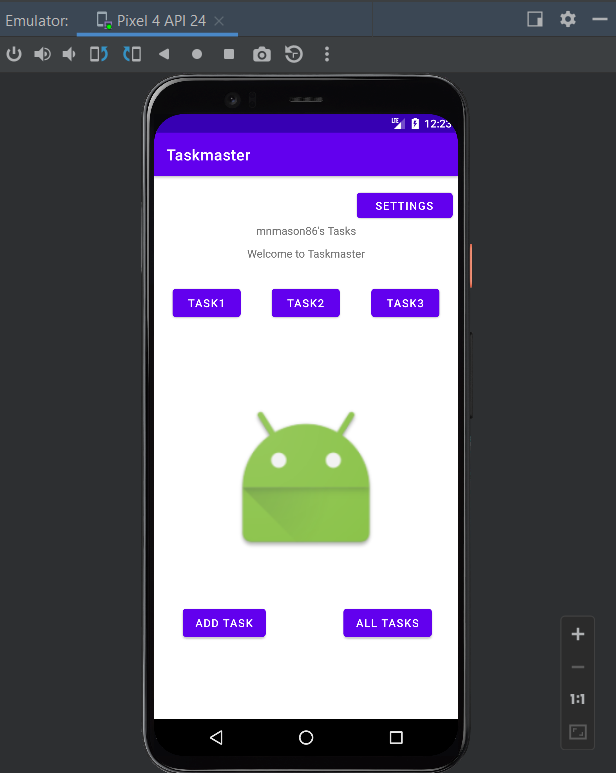 Emulator: Pixel 4 API 24
LTE 12:23
Taskmaster
SETTINGS
mnmason86's Tasks
Welcome to Taskmaster
TASK1 TASK2 TASK3
ADD TASK ALL TASKS
1:1